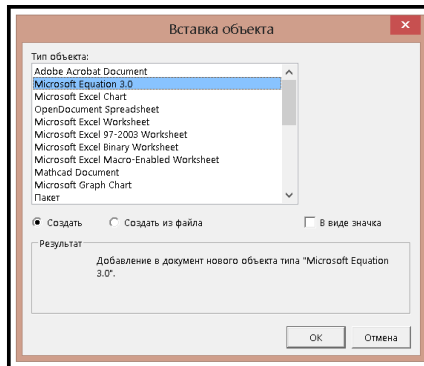 Вставка объекта
Тип объекта:
Adobe Acrobat Document
Microsoft Equation 3.0
Microsoft Excel Chart
OpenDocument Spreadsheet
Microsoft Excel Worksheet
Microsoft Excel 97-2003 Worksheet
Microsoft Excel Binary Worksheet
Microsoft Excel Macro-Enabled Worksheet
Mathcad Document
Microsoft Graph Chart
Пакет
Создать Создать из файла В виде значка
Результат
Добавление в документ нового объекта типа "Microsoft Equation
3.0".
ОК Отмена